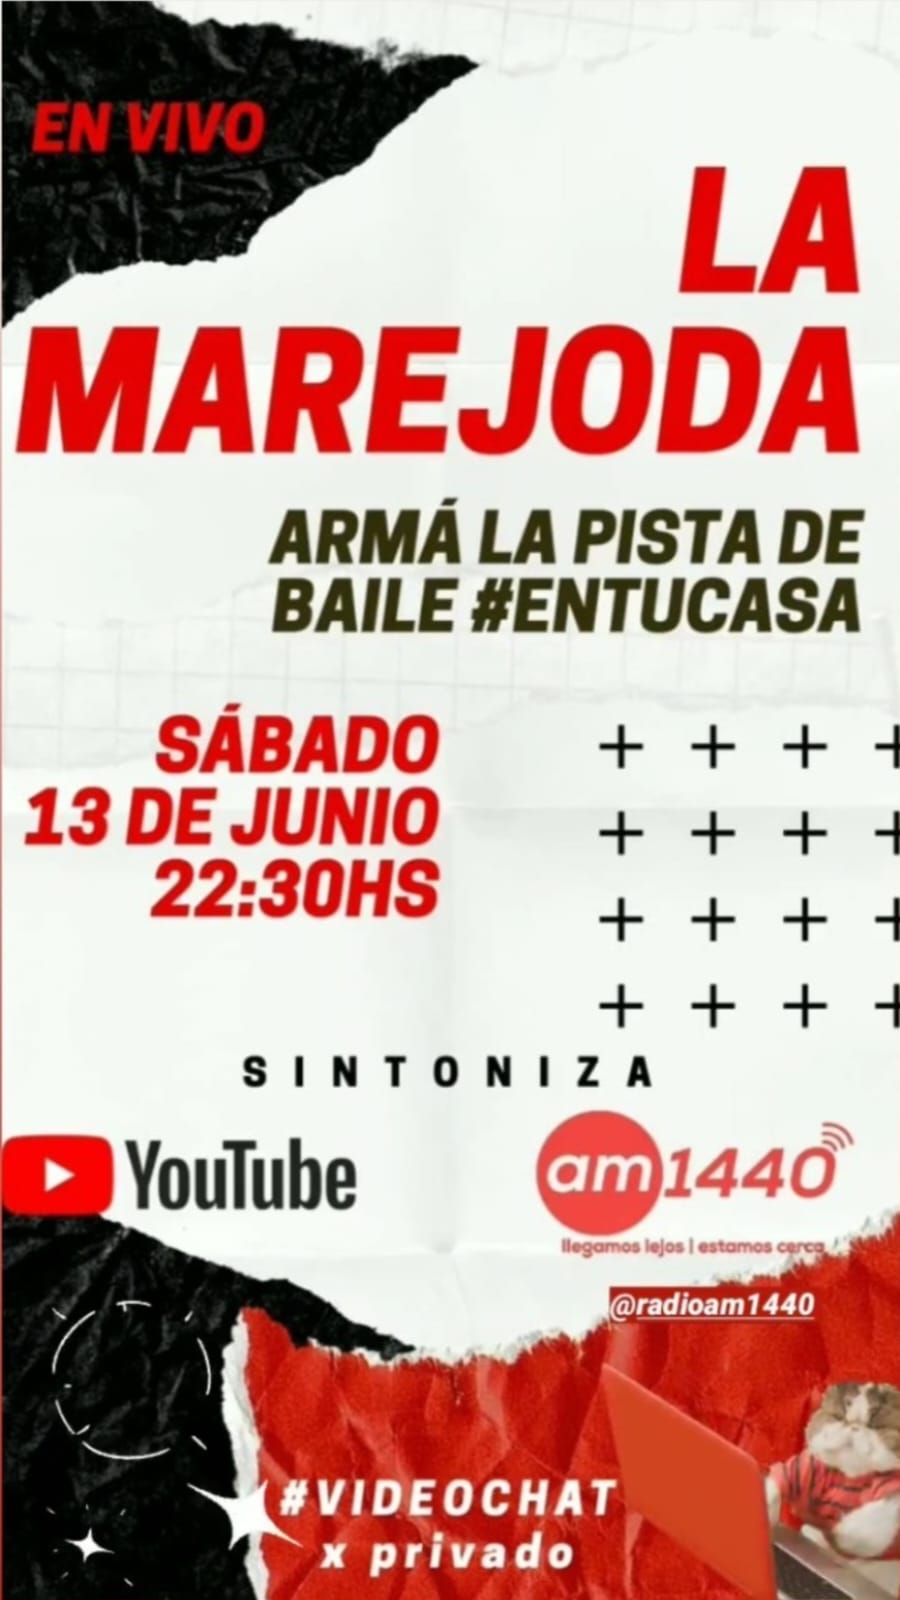 EN VIVO
LA
MAREJODA
ARMÁ LA PISTA DE
BAILE #ENTUCASA
SÁBADO
13 DE JUNIO
22:30HS
SINTONIZA
YouTube
am1440
llegamos lejos | estamos cerca
@radioam1440
#VIDEOCHAT
x privado